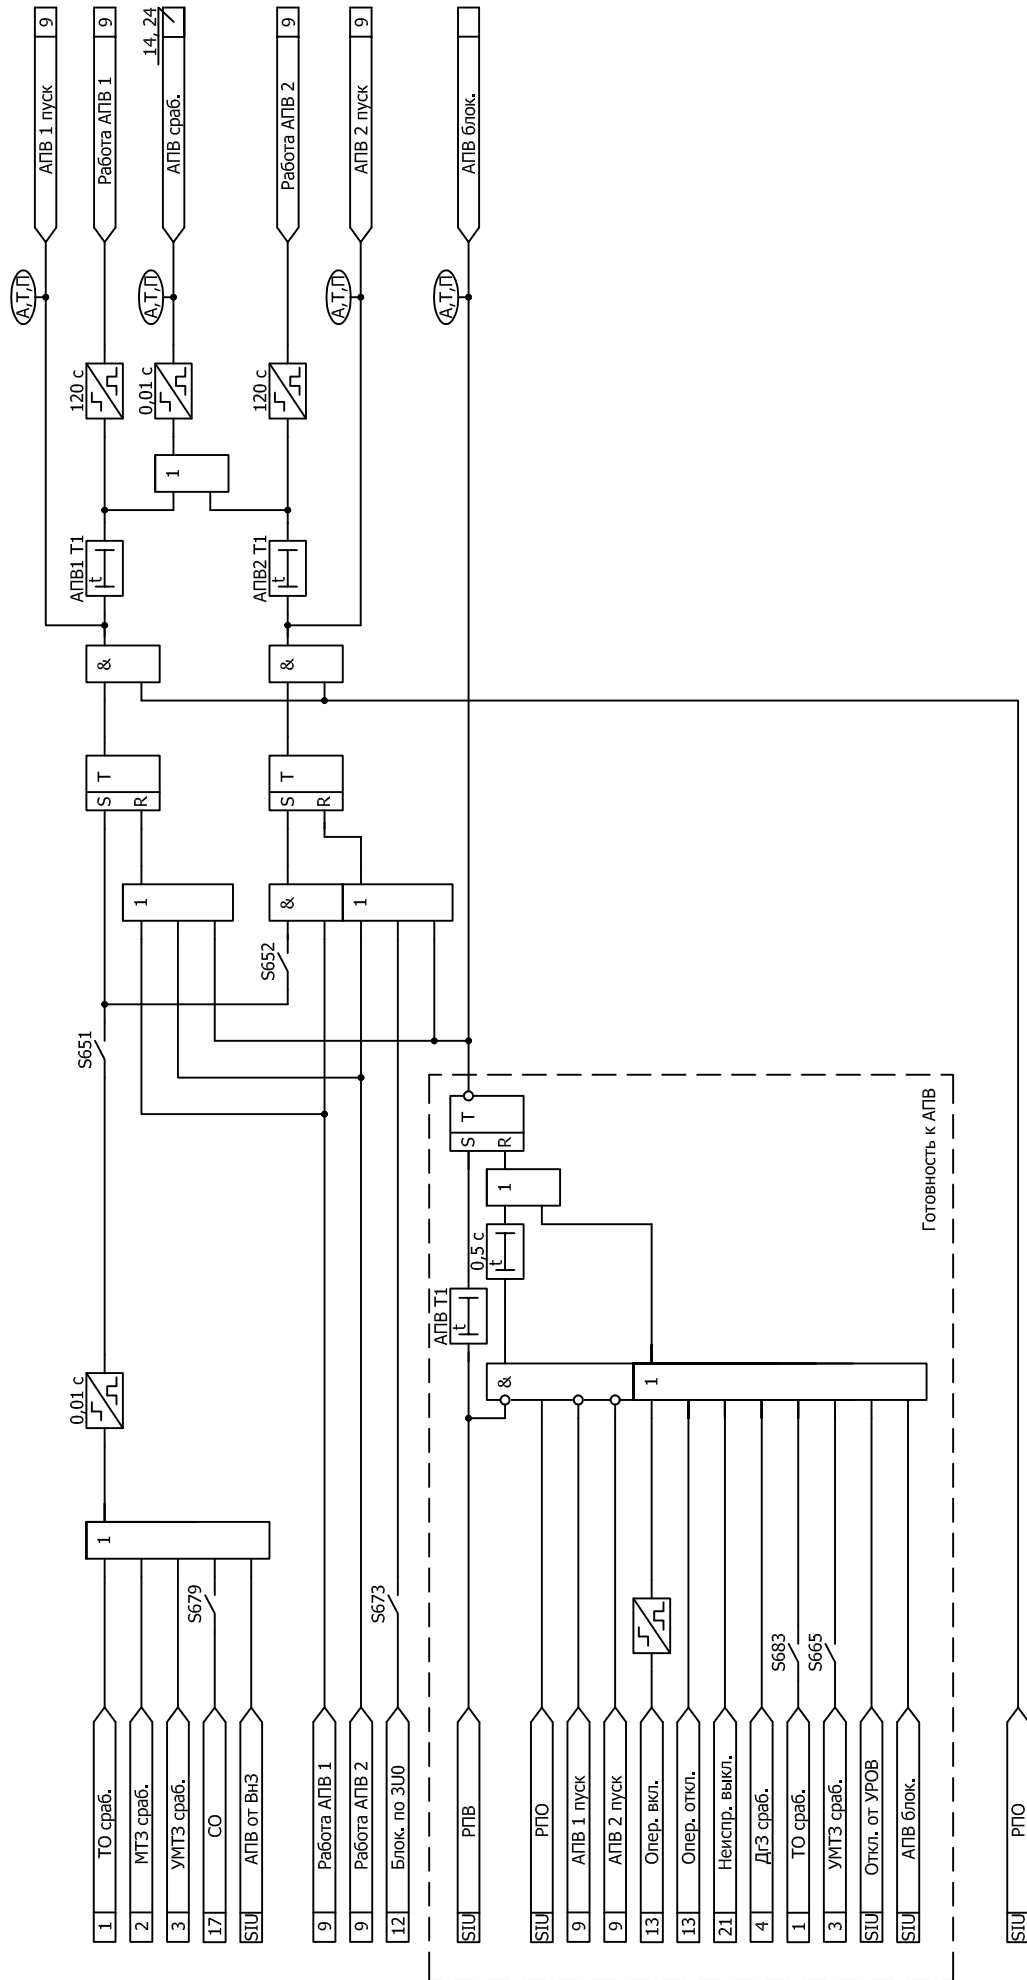 1 ТО сраб.
2 МТЗ сраб.
3 УМТЗ сраб.
17 СО
SIU АПВ от ВнЗ
S679
1
0,01 с
S651
S652
9 Работа АПВ 1
9 Работа АПВ 2
12 Блок. по 3U0
S673
1
&
1
S T
R
S T
R
&
&
АПВ1 Т1
t
АПВ2 Т1
t
1
120 с
0,01 с
120 с
А,Т,П
А,Т,П
А,Т,П
А,Т,П
АПВ 1 пуск 9
Работа АПВ 1 9
АПВ сраб. 14, 24
Работа АПВ 2 9
АПВ 2 пуск 9
АПВ блок.
SIU РПВ
SIU РПО
9 АПВ 1 пуск
9 АПВ 2 пуск
13 Опер. вкл.
13 Опер. откл.
21 Неиспр. выкл.
4 ДгЗ сраб.
1 ТО сраб.
3 УМТЗ сраб.
SIU Откл. от УРОВ
SIU АПВ блок.
S683
S665
&
1
АПВ Т1
t
0,5 с
t
1
S T
R
Готовность к АПВ
SIU РПО